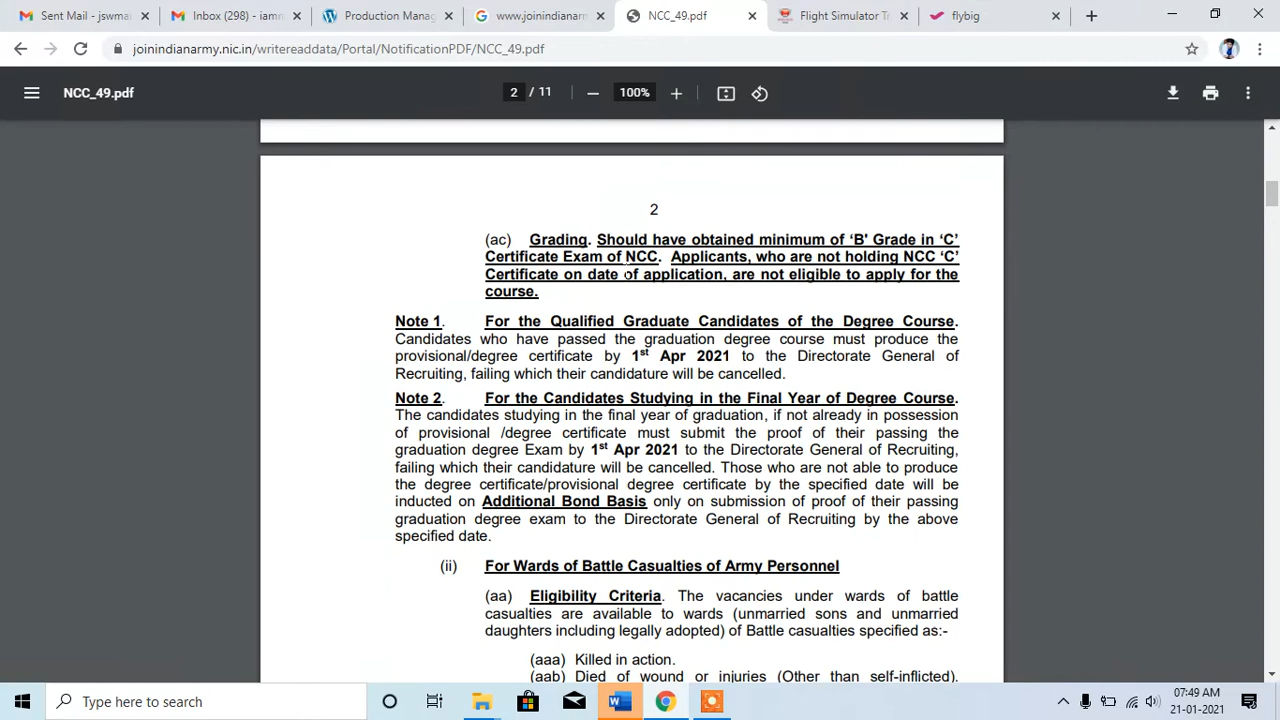 Sent Mail - jswma
Inbox (298) - iamn
Production Manag
www.joinindianarm
NCC_49.pdf
Flight Simulator Tr
flybig
joinindianarmy.nic.in/writereaddata/Portal/NotificationPDF/NCC_49.pdf
NCC_49.pdf
2 / 11
100%
2
(ac) Grading. Should have obtained minimum of ‘B' Grade in ‘C’
Certificate Exam of NCC. Applicants, who are not holding NCC ‘C’
Certificate on date of application, are not eligible to apply for the
course.
Note 1. For the Qualified Graduate Candidates of the Degree Course.
Candidates who have passed the graduation degree course must produce the
provisional/degree certificate by 1st Apr 2021 to the Directorate General of
Recruiting, failing which their candidature will be cancelled.
Note 2. For the Candidates Studying in the Final Year of Degree Course.
The candidates studying in the final year of graduation, if not already in possession
of provisional /degree certificate must submit the proof of their passing the
graduation degree Exam by 1st Apr 2021 to the Directorate General of Recruiting,
failing which their candidature will be cancelled. Those who are not able to produce
the degree certificate/provisional degree certificate by the specified date will be
inducted on Additional Bond Basis only on submission of proof of their passing
graduation degree exam to the Directorate General of Recruiting by the above
specified date.
(ii) For Wards of Battle Casualties of Army Personnel
(aa) Eligibility Criteria. The vacancies under wards of battle
casualties are available to wards (unmarried sons and unmarried
daughters including legally adopted) of Battle casualties specified as:-
(aaa) Killed in action.
(aab) Died of wound or injuries (Other than self-inflicted).
Type here to search
07:49 AM
21-01-2021